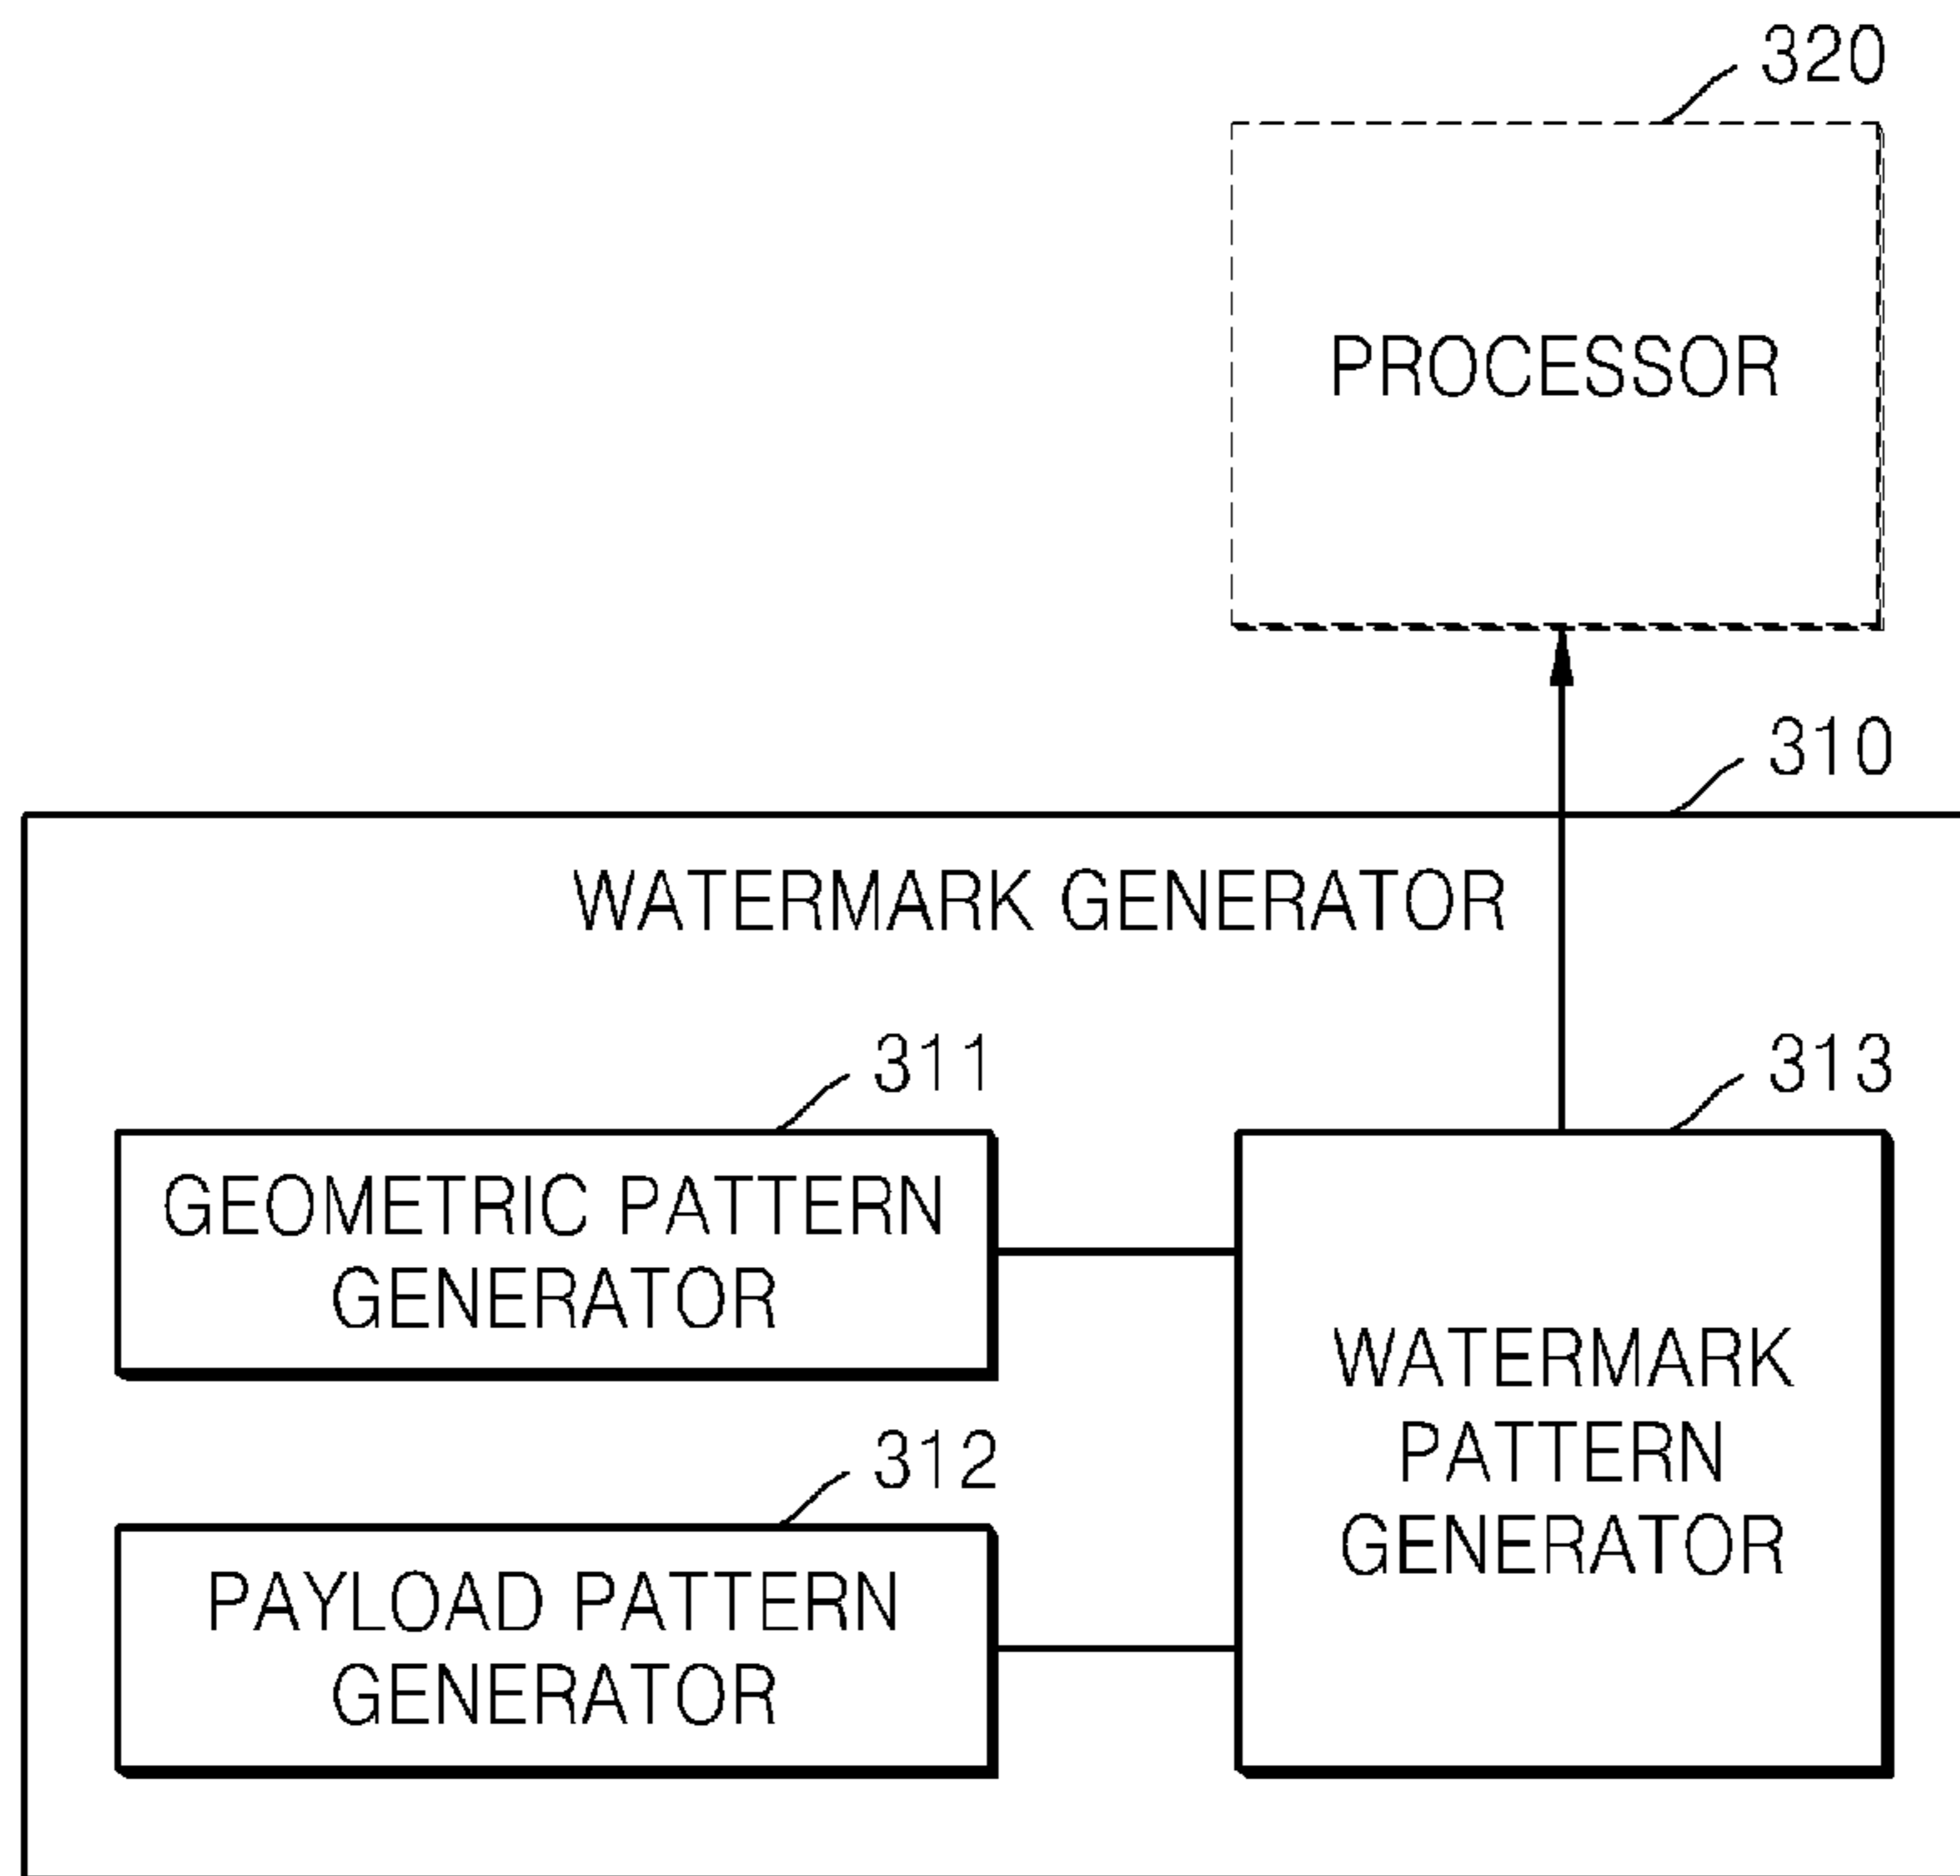 320
PROCESSOR
310
WATERMARK GENERATOR
311
GEOMETRIC PATTERN
GENERATOR
312
PAYLOAD PATTERN
GENERATOR
313
WATERMARK
PATTERN
GENERATOR